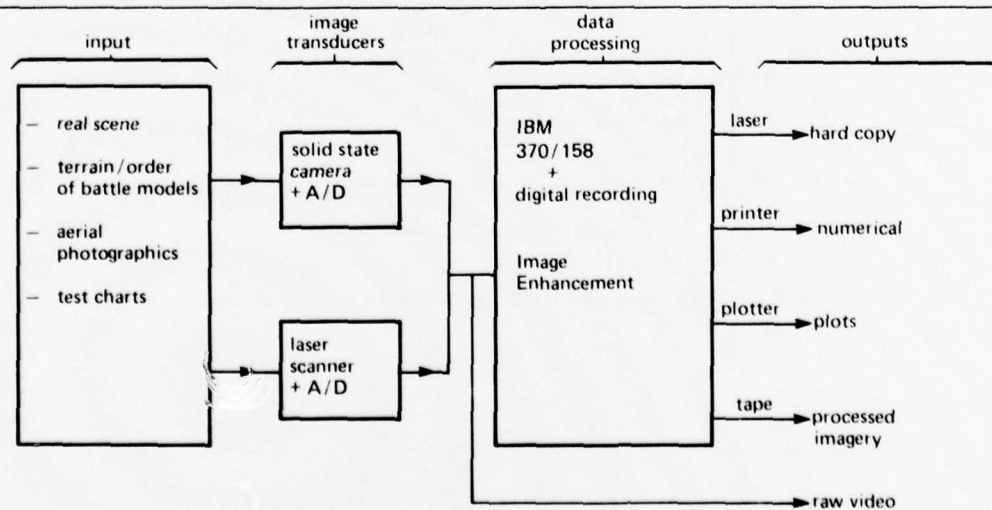 input
image
transducers
data
processing
outputs
– real scene
– terrain/order
of battle models
– aerial
photographics
– test charts
solid state
camera
+ A/D
laser
scanner
+ A/D
IBM
370/158
+
digital recording
Image
Enhancement
laser
hard copy
printer
numerical
plotter
plots
tape
processed
imagery
raw video